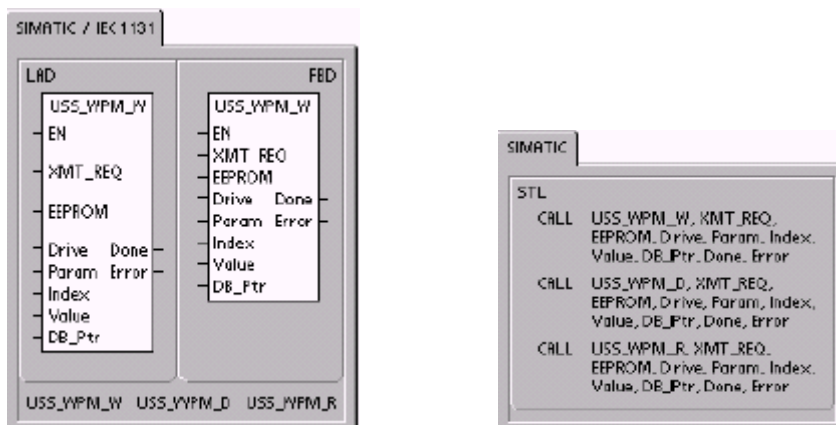 SIMATIC / IEC 1131
LAD
USS_WPM_W
EN
XMT_REQ
EEPROM
Drive Done
Param Error
Index
Value
DB_Ptr
FBD
USS_WPM_W
EN
XMT_REQ
EEPROM
Drive Done
Param Error
Index
Value
DB_Ptr
USS_WPM_W USS_WPM_D USS_WPM_R
SIMATIC
STL
CALL USS_WPM_W, XMT_REQ,
EEPROM, Drive, Param, Index,
Value, DB_Ptr, Done, Error
CALL USS_WPM_D, XMT_REQ,
EEPROM, Drive, Param, Index,
Value, DB_Ptr, Done, Error
CALL USS_WPM_R, XMT_REQ,
EEPROM, Drive, Param, Index,
Value, DB_Ptr, Done, Error